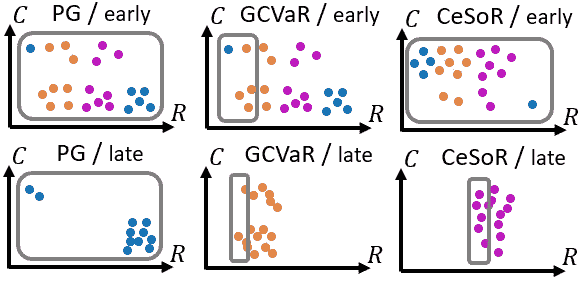 PG / early
C
R
GCVaR / early
C
R
CeSoR / early
C
R
PG / late
C
R
GCVaR / late
C
R
CeSoR / late
C
R